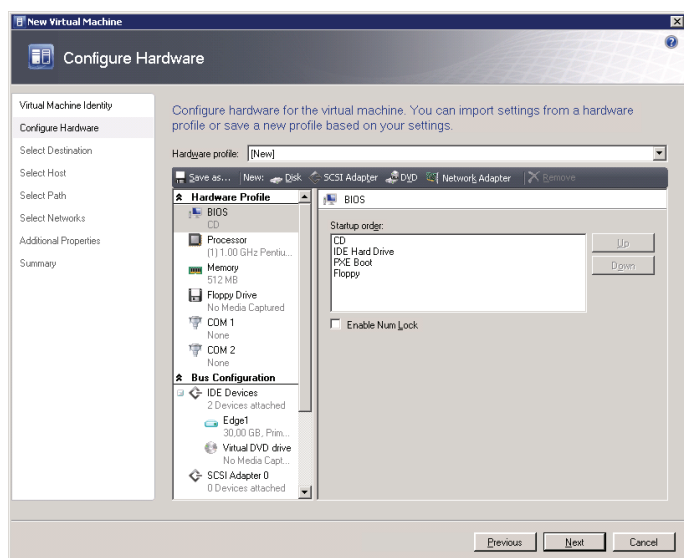 New Virtual Machine
Configure Hardware
Virtual Machine Identity
Configure Hardware
Select Destination
Select Host
Select Path
Select Networks
Additional Properties
Summary
Configure hardware for the virtual machine. You can import settings from a hardware
profile or save a new profile based on your settings.
Hardware profile: [New]
Save as... New: Disk SCSI Adapter DVD Network Adapter Remove
Hardware Profile
BIOS
CD
Processor
(1) 1.00 GHz Pentiu...
Memory
512 MB
Floppy Drive
No Media Captured
COM 1
None
COM 2
None
Bus Configuration
IDE Devices
2 Devices attached
Edge1
30,00 GB, Prim...
Virtual DVD drive
No Media Capt...
SCSI Adapter 0
0 Devices attached
BIOS
Startup order:
CD
IDE Hard Drive
PXE Boot
Floppy
Up
Down
Enable Num Lock
Previous Next Cancel